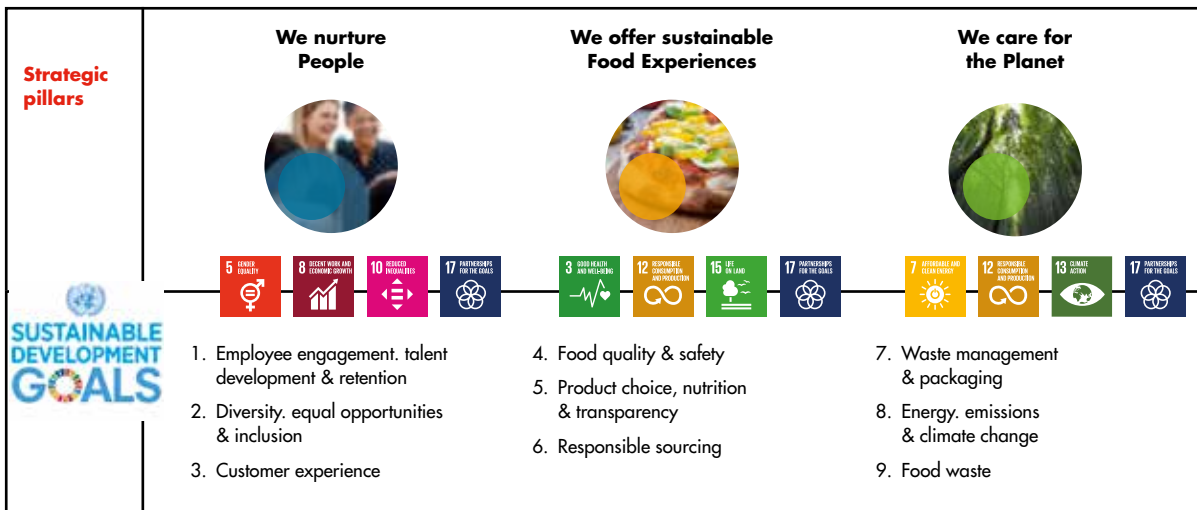 Strategic
pillars
We nurture
People
We offer sustainable
Food Experiences
We care for
the Planet
5 GENDER
EQUALITY
8 DECENT WORK AND
ECONOMIC GROWTH
10 REDUCED
INEQUALITIES
17 PARTNERSHIPS
FOR THE GOALS
3 GOOD HEALTH
AND WELL-BEING
12 RESPONSIBLE
CONSUMPTION
AND PRODUCTION
15 LIFE
ON LAND
17 PARTNERSHIPS
FOR THE GOALS
7 AFFORDABLE AND
CLEAN ENERGY
12 RESPONSIBLE
CONSUMPTION
AND PRODUCTION
13 CLIMATE
ACTION
17 PARTNERSHIPS
FOR THE GOALS
SUSTAINABLE
DEVELOPMENT
GOALS
1. Employee engagement. talent
development & retention
2. Diversity. equal opportunities
& inclusion
3. Customer experience
4. Food quality & safety
5. Product choice, nutrition
& transparency
6. Responsible sourcing
7. Waste management
& packaging
8. Energy. emissions
& climate change
9. Food waste